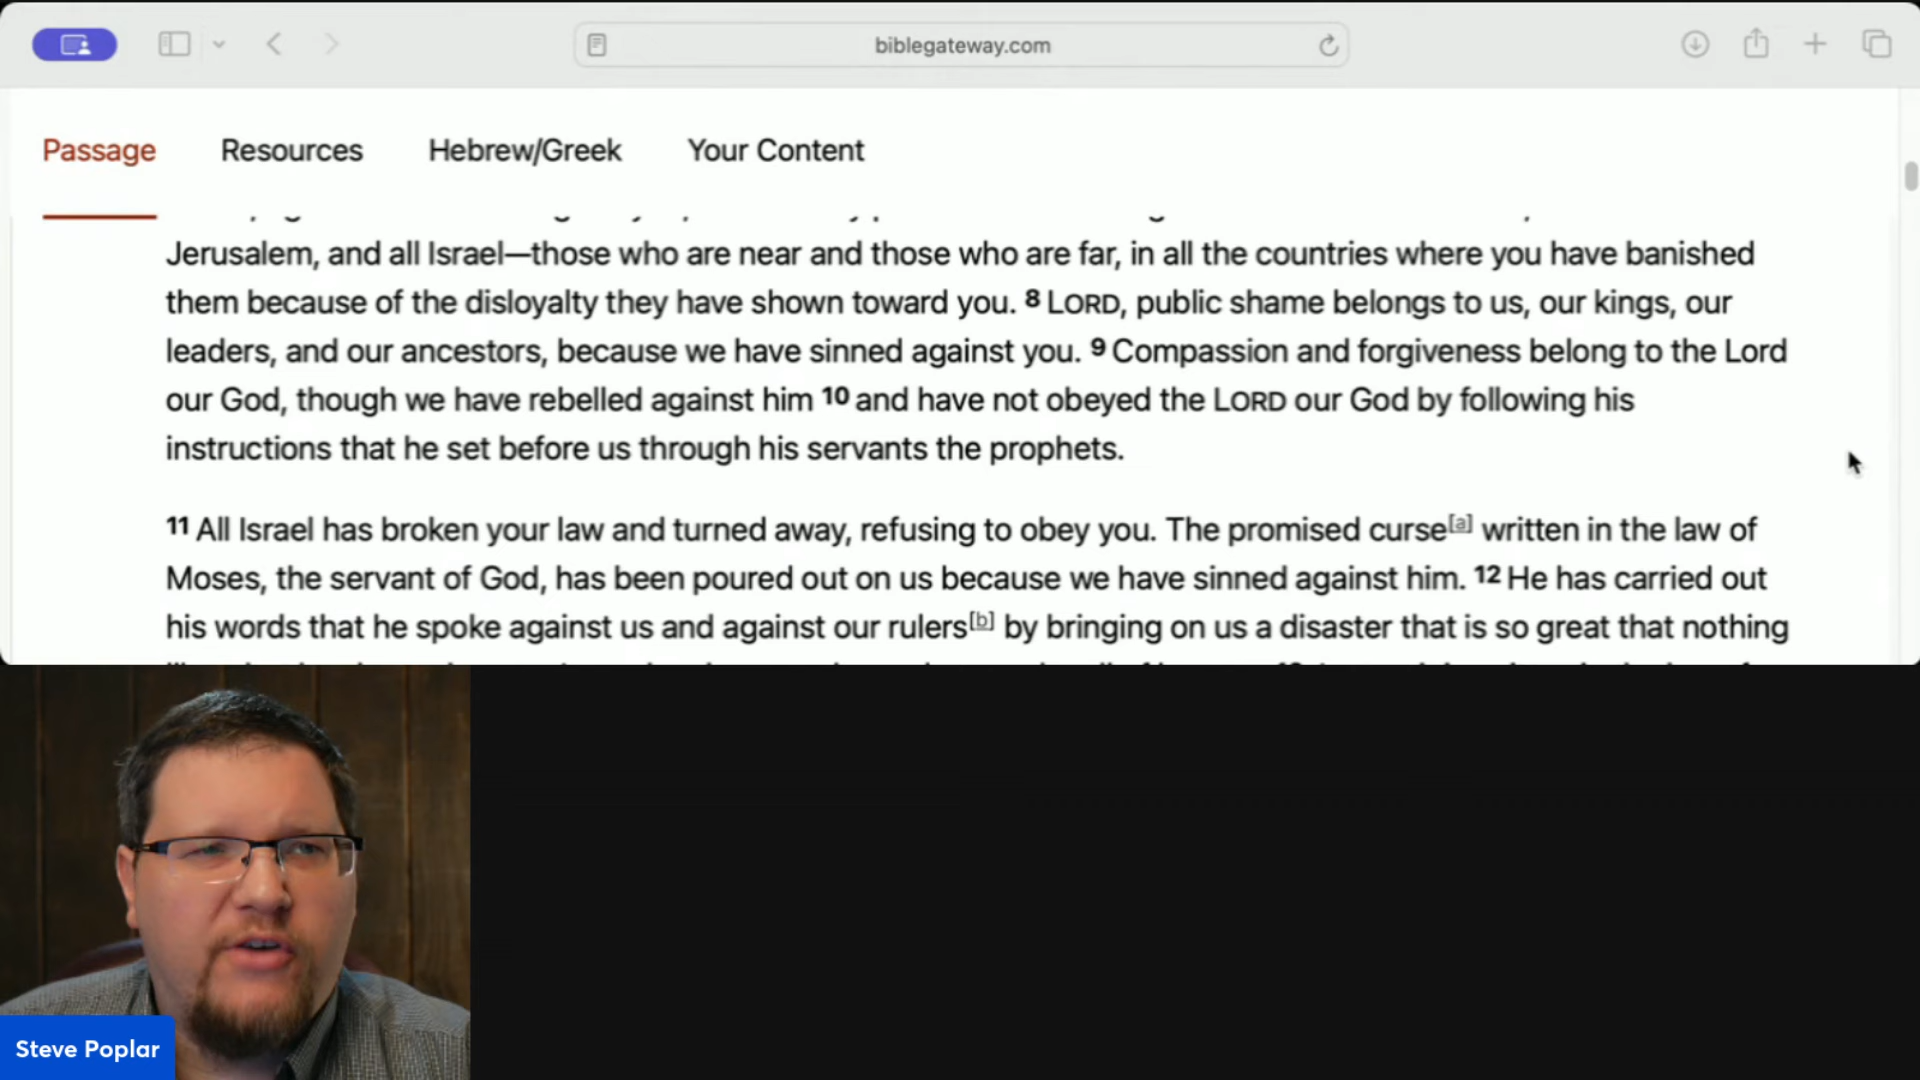 biblegateway.com
Passage Resources Hebrew/Greek Your Content
Jerusalem, and all Israel—those who are near and those who are far, in all the countries where you have banished
them because of the disloyalty they have shown toward you. 8 LORD, public shame belongs to us, our kings, our
leaders, and our ancestors, because we have sinned against you. 9 Compassion and forgiveness belong to the Lord
our God, though we have rebelled against him 10 and have not obeyed the LORD our God by following his
instructions that he set before us through his servants the prophets.
11 All Israel has broken your law and turned away, refusing to obey you. The promised curse[a] written in the law of
Moses, the servant of God, has been poured out on us because we have sinned against him. 12 He has carried out
his words that he spoke against us and against our rulers[b] by bringing on us a disaster that is so great that nothing
Steve Poplar